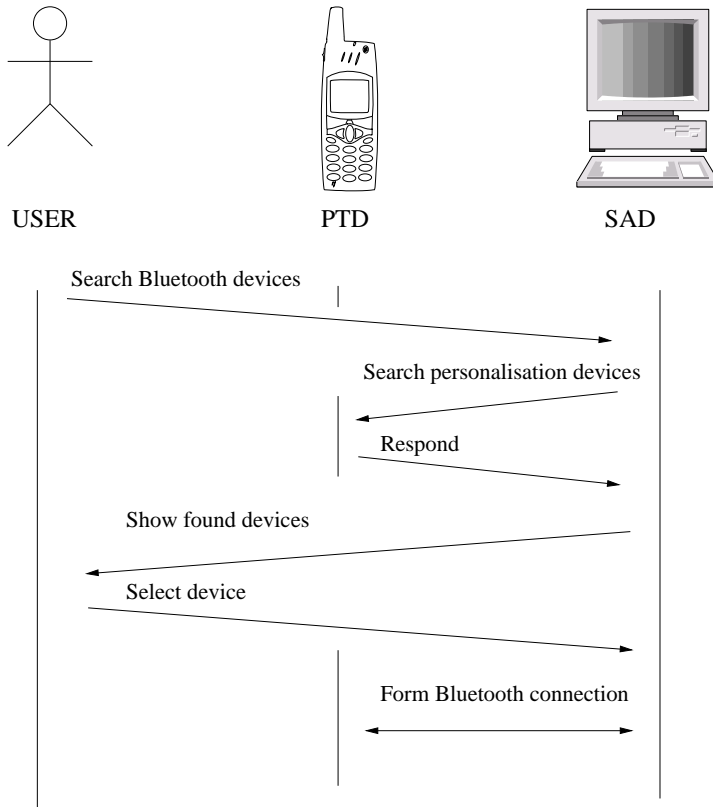 USER
PTD
SAD
Search Bluetooth devices
Search personalisation devices
Respond
Show found devices
Select device
Form Bluetooth connection